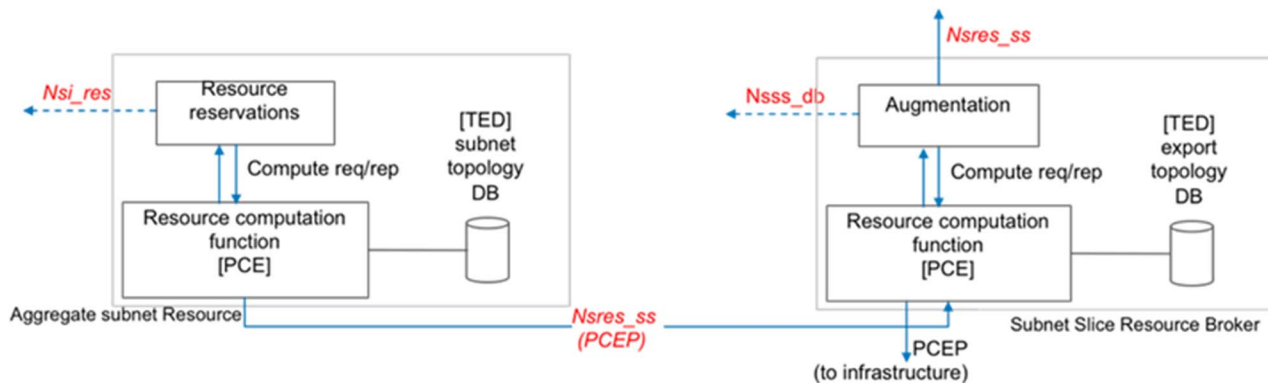 Nsi_res
Resource
reservations
Compute req/rep
[TED]
subnet
topology
DB
Resource computation
function
[PCE]
Aggregate subnet Resource
Nsres_ss
(PCEP)
Nsres_ss
Nsss_db
Augmentation
Compute req/rep
[TED]
export
topology
DB
Resource computation
function
[PCE]
Subnet Slice Resource Broker
PCEP
(to infrastructure)